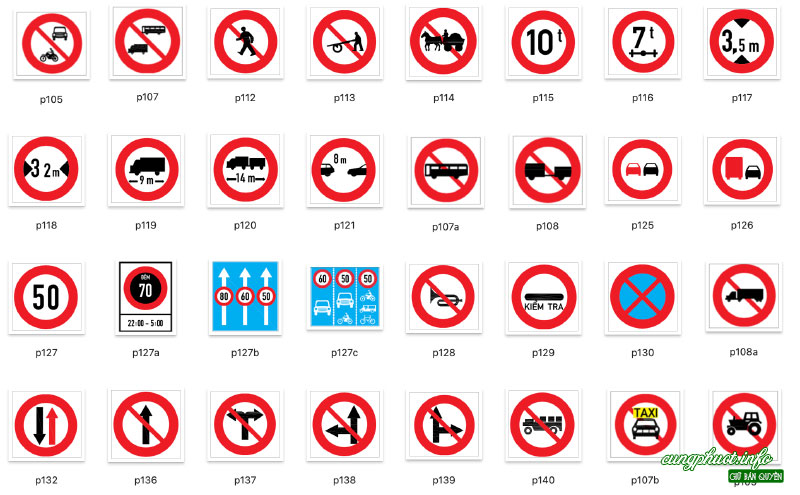 10 t
7 t
3,5 m
p105
p107
p112
p113
p114
p115
p116
p117
3 2m
9 m
14 m
8 m
p118
p119
p120
p121
p107a
p108
p125
p126
50
ĐÊM
70
22:00 - 5:00
80
60
50
60
50
50
KIỂM TRA
p127
p127a
p127b
p127c
p128
p129
p130
p108a
TAXI
p132
p136
p137
p138
p139
p140
p107b
cungphuot.info
GIỮ BẢN QUYỀN